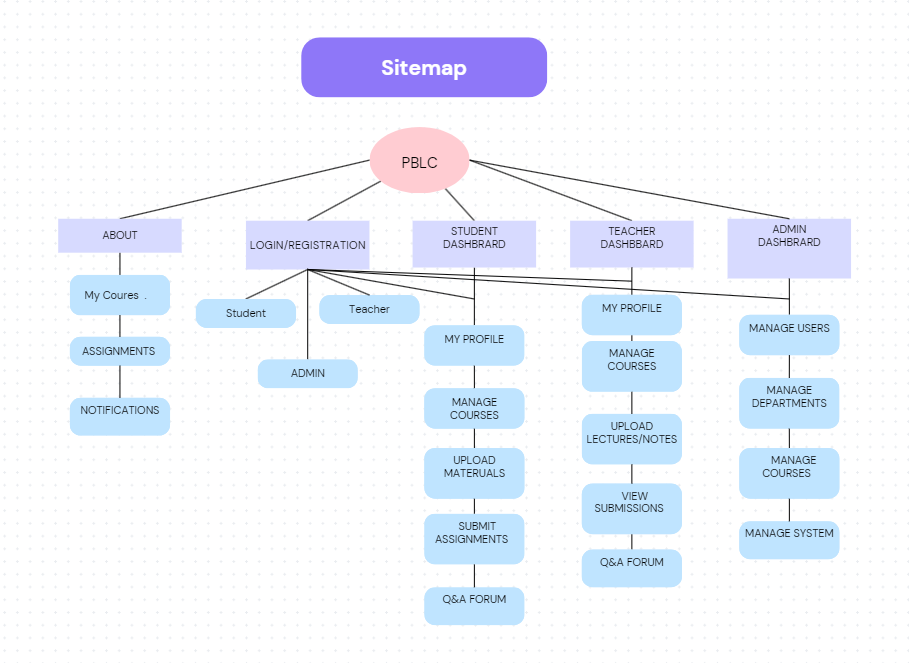 Sitemap
PBLC
ABOUT
My Coures .
ASSIGNMENTS
NOTIFICATIONS
LOGIN/REGISTRATION
Student
Teacher
ADMIN
STUDENT
DASHBRARD
MY PROFILE
MANAGE
COURSES
UPLOAD
MATERUALS
SUBMIT
ASSIGNMENTS
Q&A FORUM
TEACHER
DASHBBARD
MY PROFILE
MANAGE
COURSES
UPLOAD
LECTURES/NOTES
VIEW
SUBMISSIONS
Q&A FORUM
ADMIN
DASHBRARD
MANAGE USERS
MANAGE
DEPARTMENTS
MANAGE
COURSES
MANAGE SYSTEM